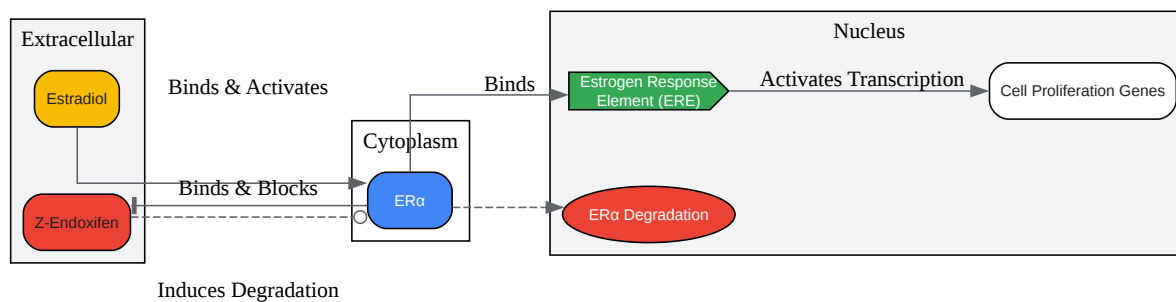 Extracellular
Estradiol
Z-Endoxifen
Binds & Activates
Binds & Blocks
Induces Degradation
Cytoplasm
ERα
Binds
Nucleus
Estrogen Response
Element (ERE)
Activates Transcription
Cell Proliferation Genes
ERα Degradation